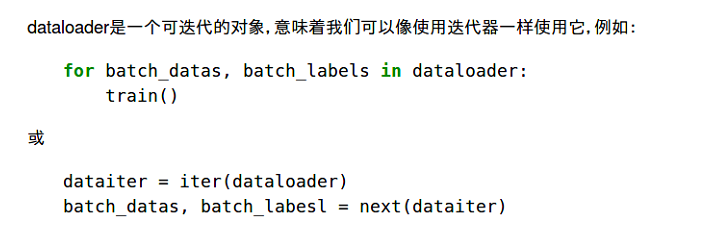 dataloader是一个可迭代的对象,意味着我们可以像使用迭代器一样使用它,例如:
for batch_datas, batch_labels in dataloader:
    train()
或
dataiter = iter(dataloader)
batch_datas, batch_labesl = next(dataiter)